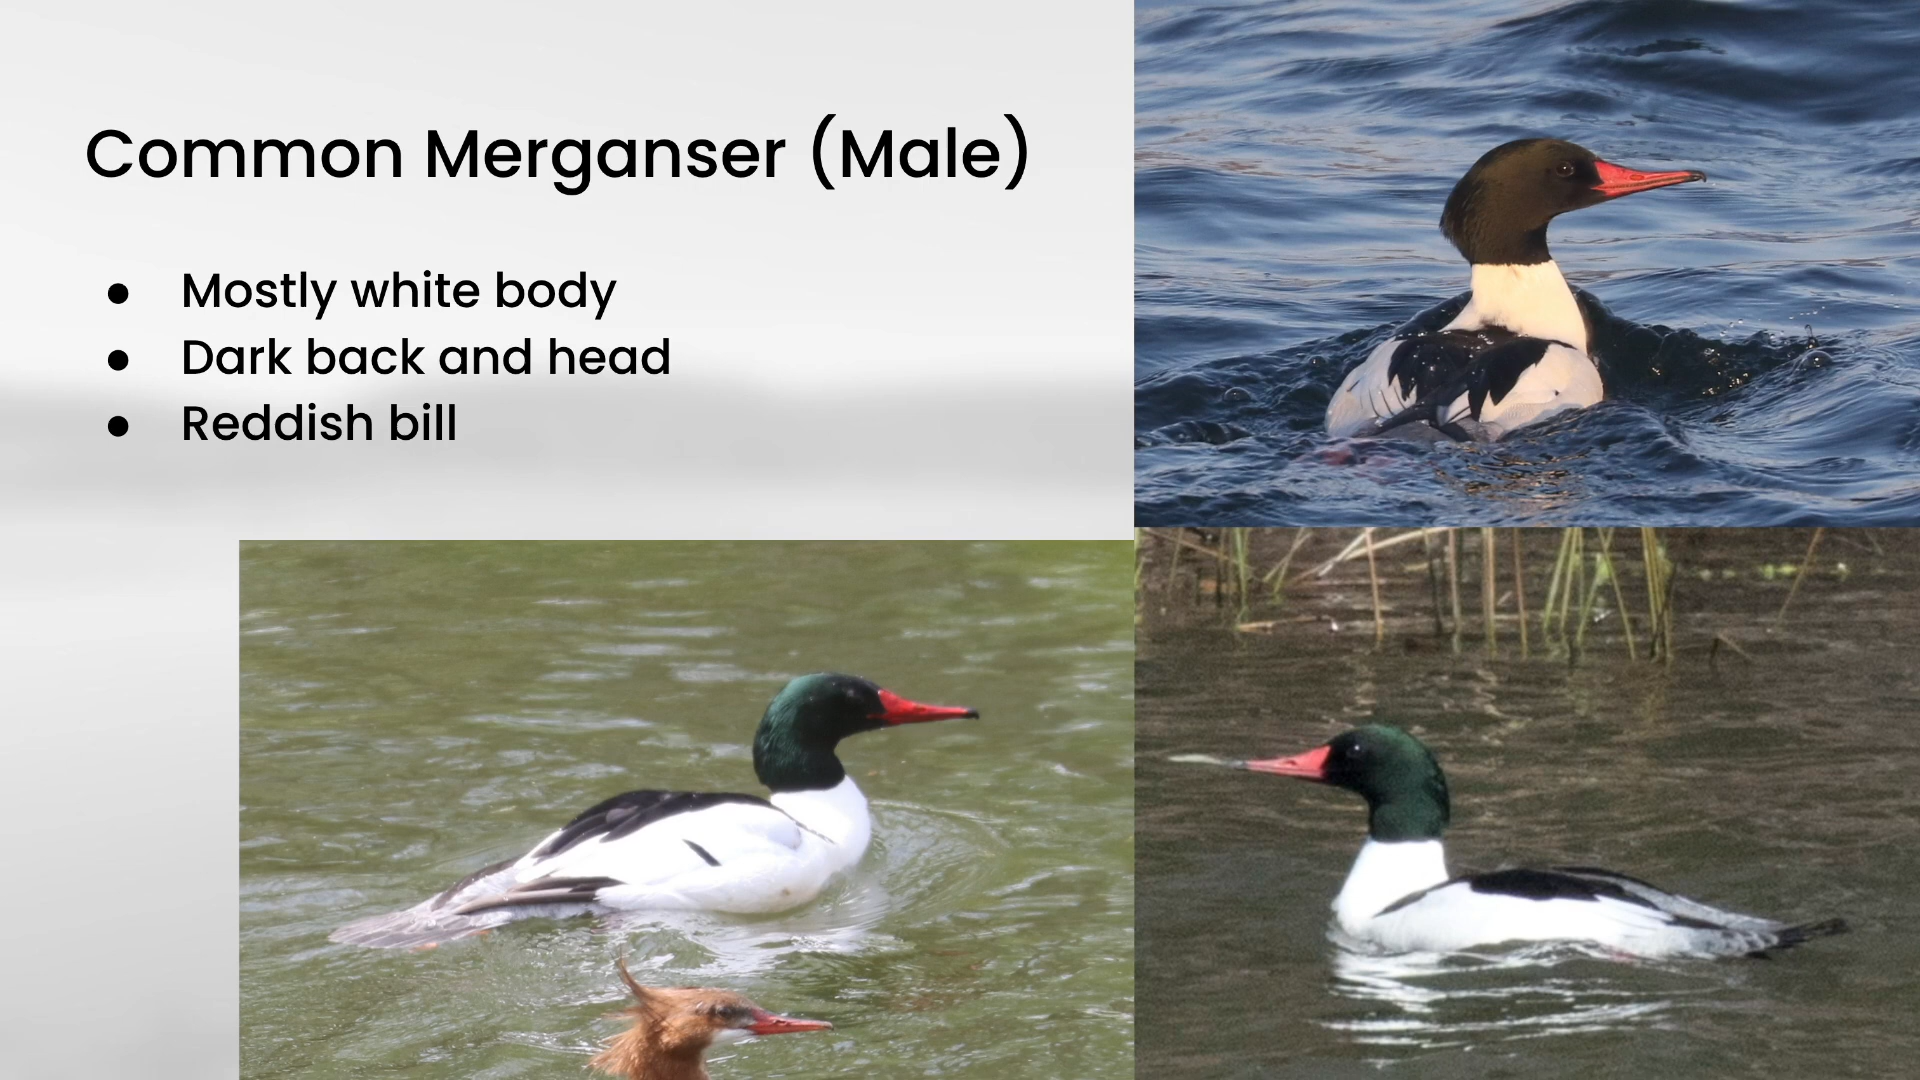 Common Merganser (Male)
● Mostly white body
● Dark back and head
● Reddish bill